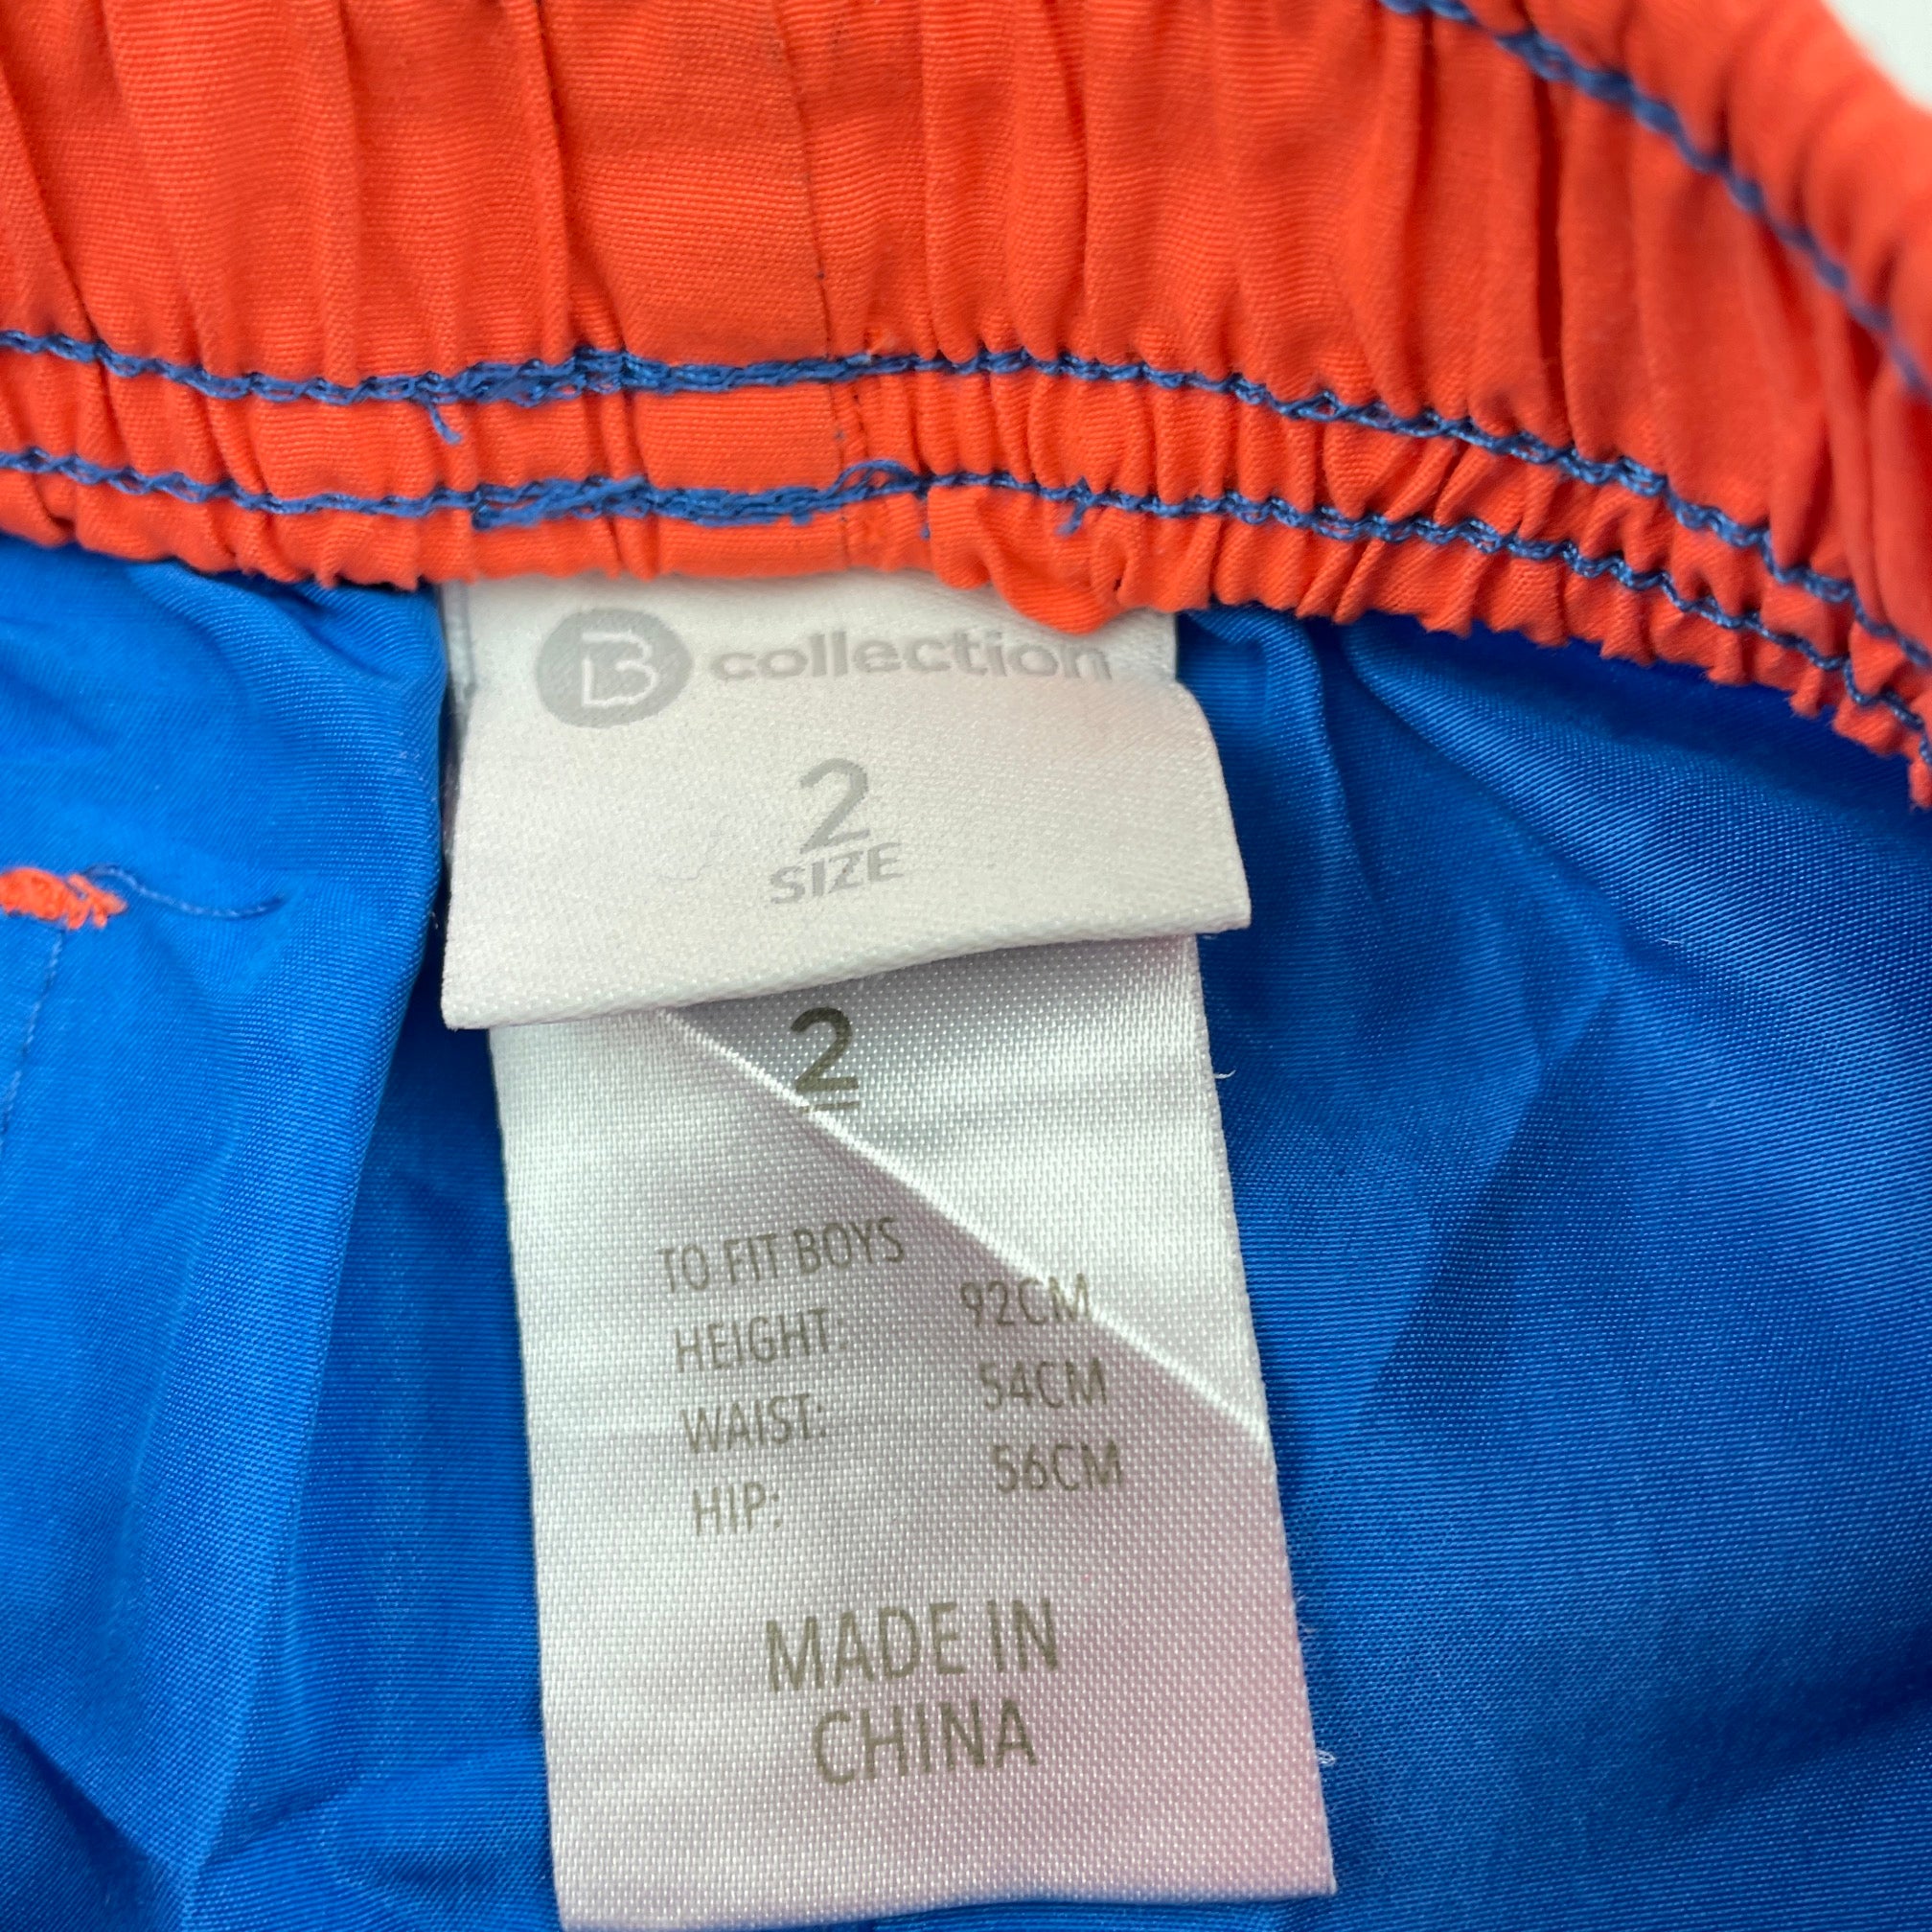 B collection
2
SIZE
2
TO FIT BOYS
HEIGHT: 92CM
WAIST: 54CM
HIP: 56CM
MADE IN
CHINA